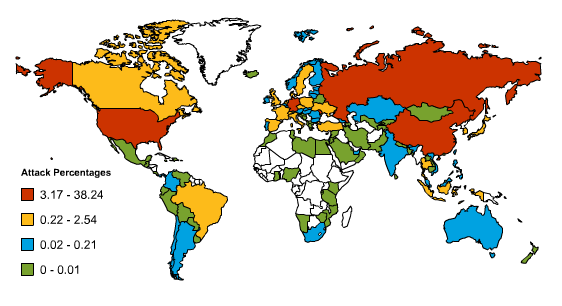 Attack Percentages
3.17 - 38.24
0.22 - 2.54
0.02 - 0.21
0 - 0.01